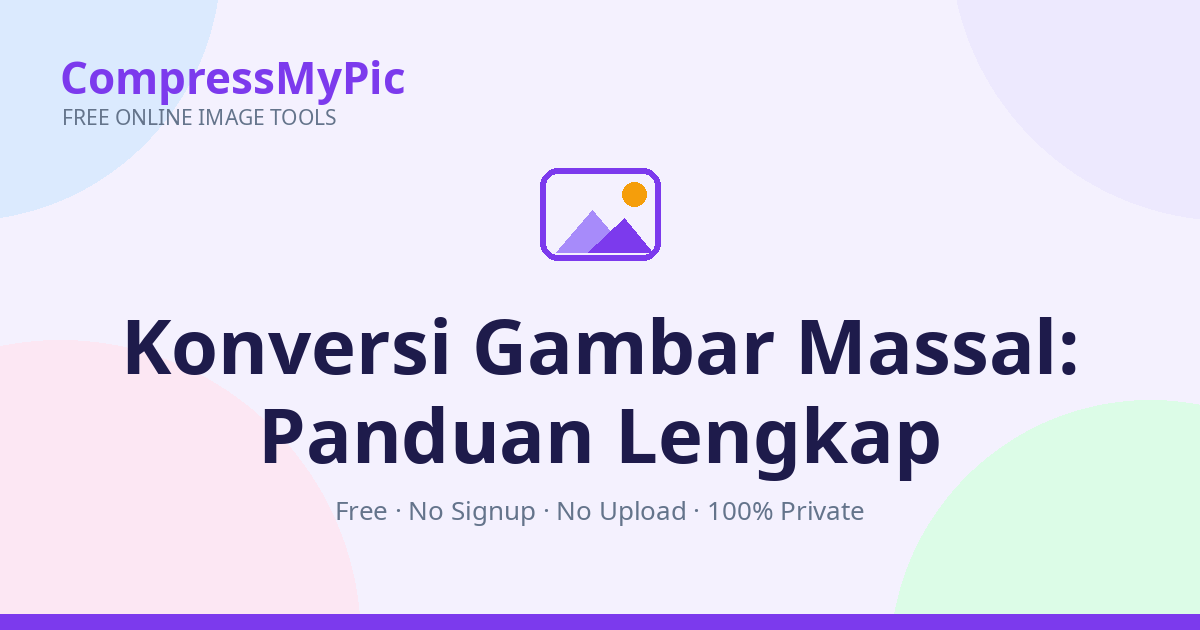 CompressMyPic
FREE ONLINE IMAGE TOOLS
Konversi Gambar Massal:
Panduan Lengkap
Free · No Signup · No Upload · 100% Private